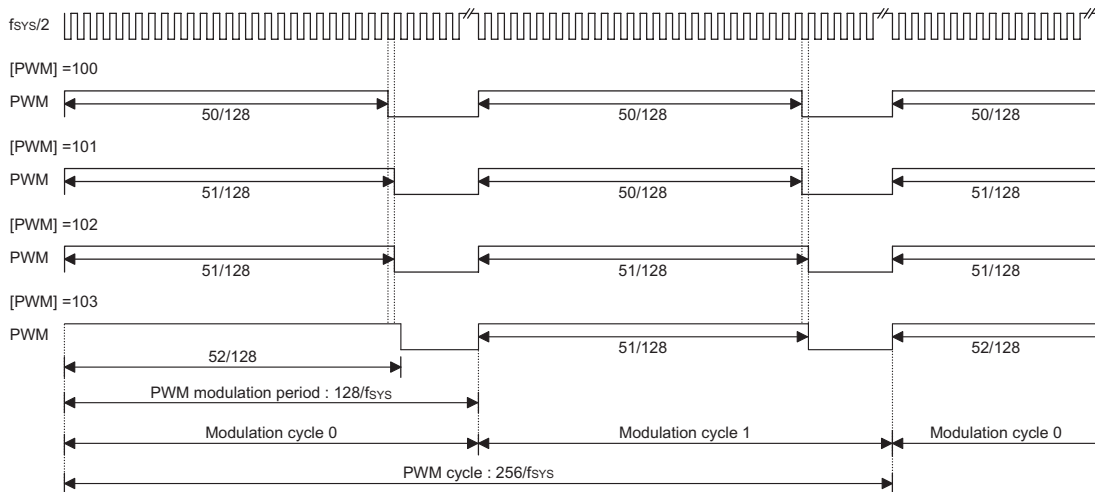 fSYS/2
[PWM] =100
PWM
50/128 50/128 50/128
[PWM] =101
PWM
51/128 50/128 51/128
[PWM] =102
PWM
51/128 51/128 51/128
[PWM] =103
PWM
52/128 51/128 52/128
PWM modulation period : 128/fSYS
Modulation cycle 0 Modulation cycle 1 Modulation cycle 0
PWM cycle : 256/fSYS